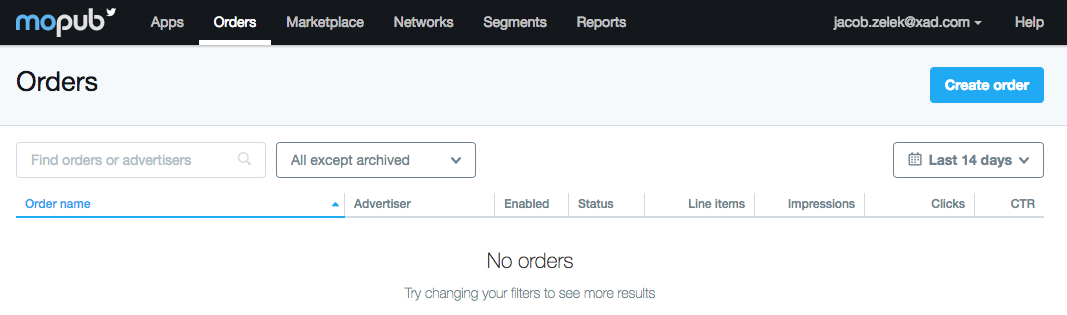 mopub Apps Orders Marketplace Networks Segments Reports jacob.zelek@xad.com Help
Orders Create order
Find orders or advertisers All except archived Last 14 days
Order name Advertiser Enabled Status Line items Impressions Clicks CTR
No orders
Try changing your filters to see more results